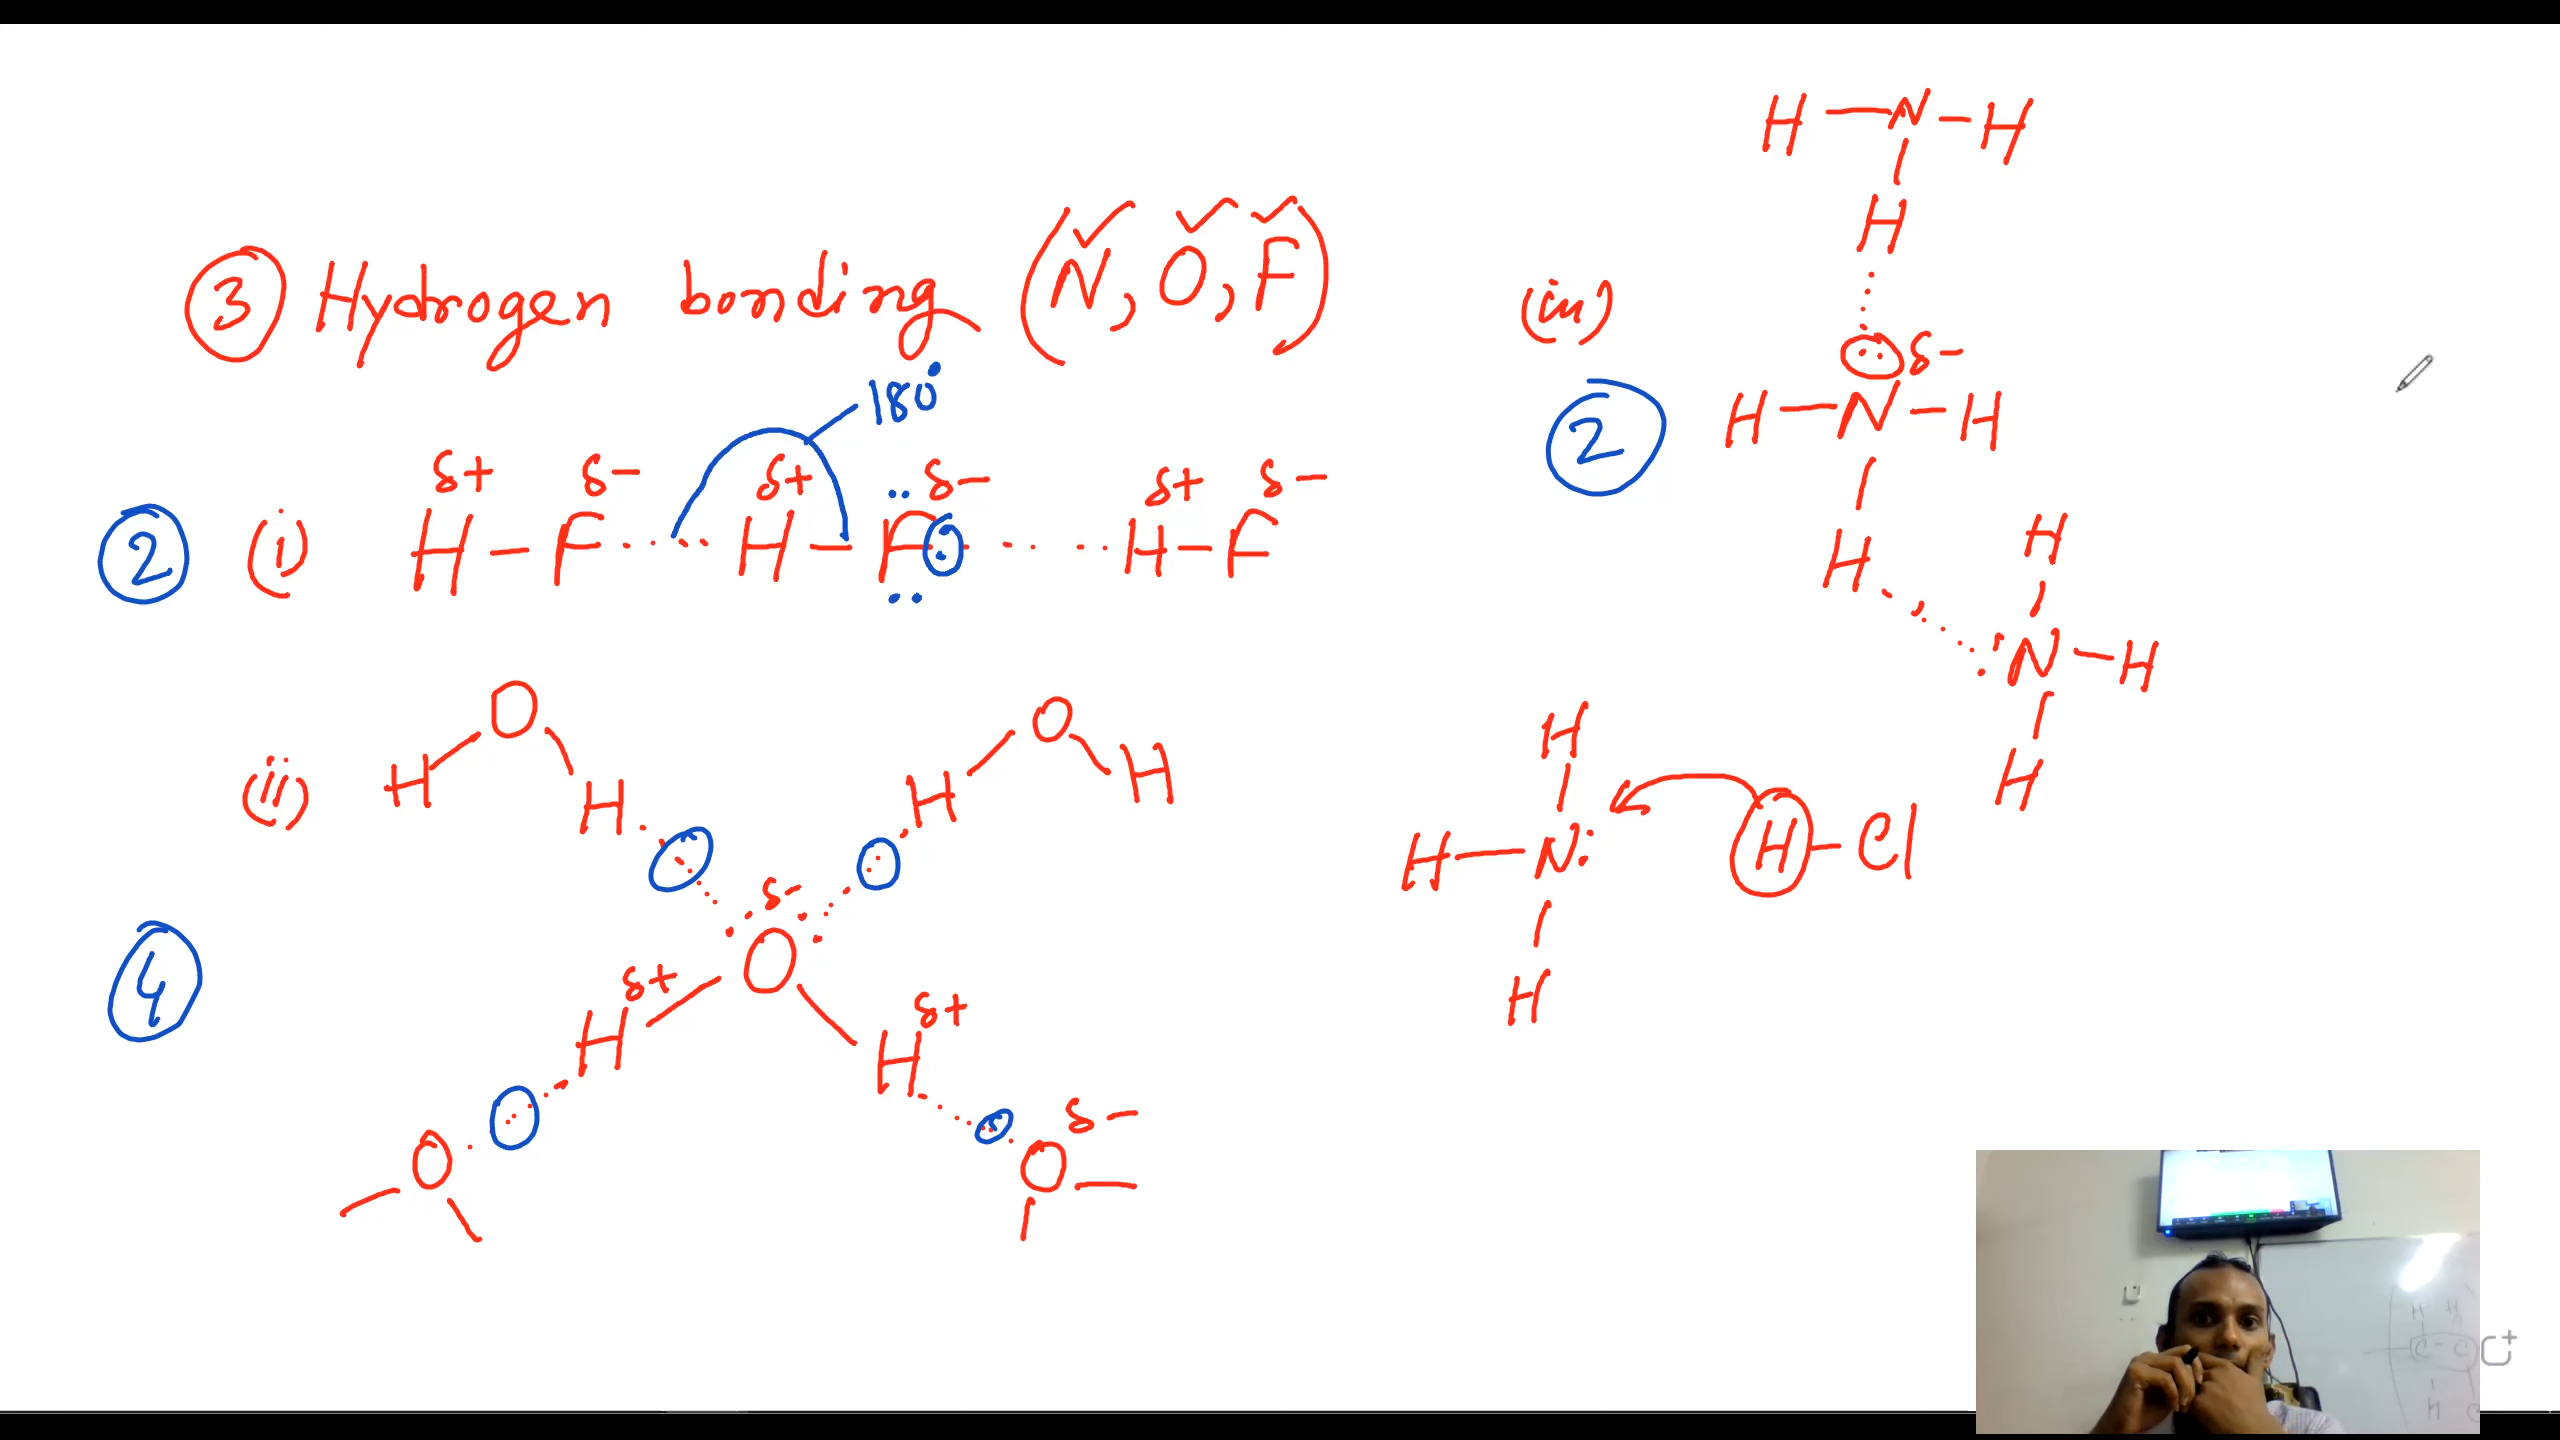 ③ Hydrogen bonding (N, O, F)
180°
δ+ δ- δ+ δ- δ+ δ-
② (i) H - F ..... H - F ..... H - F
(ii) H O H H O H
④
δ-
O
δ+ H H δ+
O O δ-
(iii)
②
H - N - H
H
δ-
H - N - H
H H
N - H
H
H
H - N: H - Cl
H